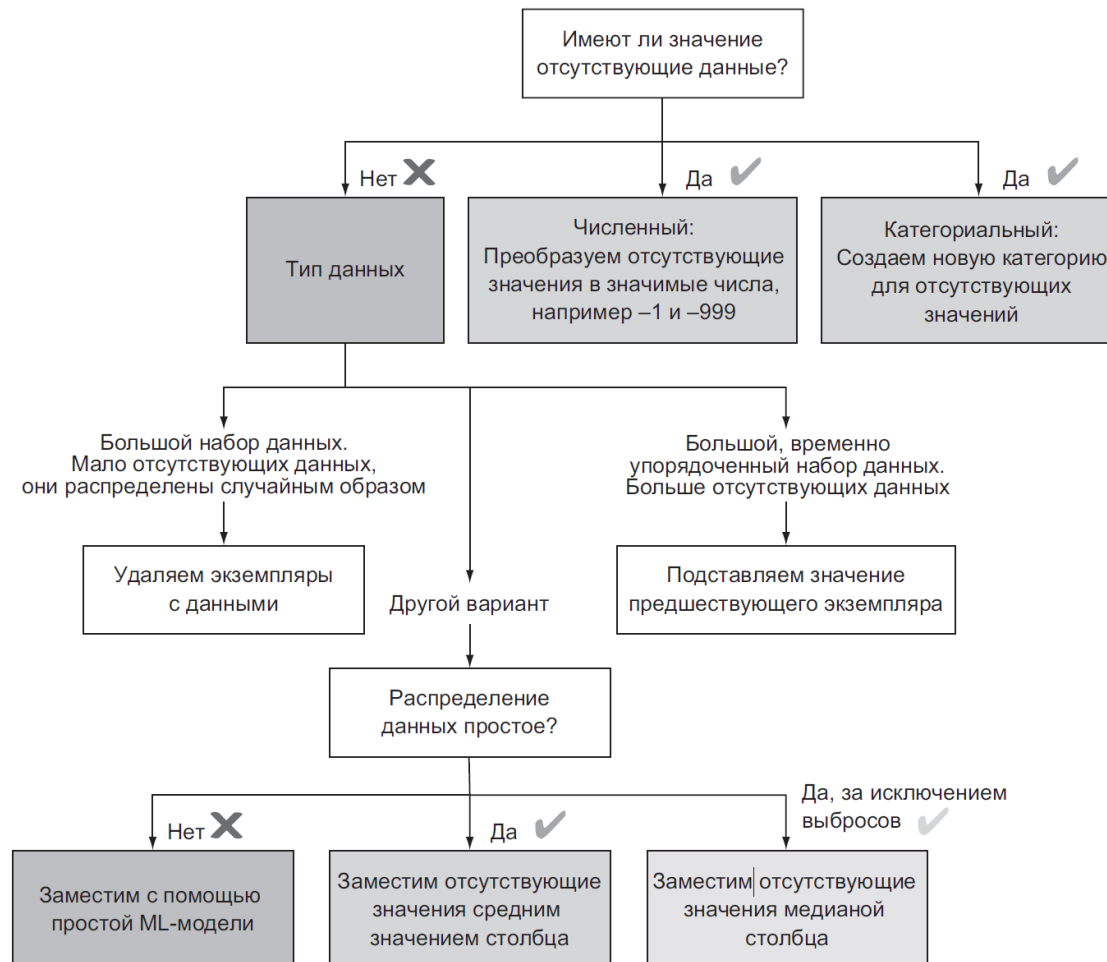 Имеют ли значение
отсутствующие данные?
Нет
Да
Да
Тип данных
Численный:
Преобразуем отсутствующие
значения в значимые числа,
например –1 и –999
Категориальный:
Создаем новую категорию
для отсутствующих
значений
Большой набор данных.
Мало отсутствующих данных,
они распределены случайным образом
Большой, временно
упорядоченный набор данных.
Больше отсутствующих данных
Удаляем экземпляры
с данными
Другой вариант
Подставляем значение
предшествующего экземпляра
Распределение
данных простое?
Нет
Да
Да, за исключением
выбросов
Заместим с помощью
простой ML-модели
Заместим отсутствующие
значения средним
значением столбца
Заместим отсутствующие
значения медианой
столбца